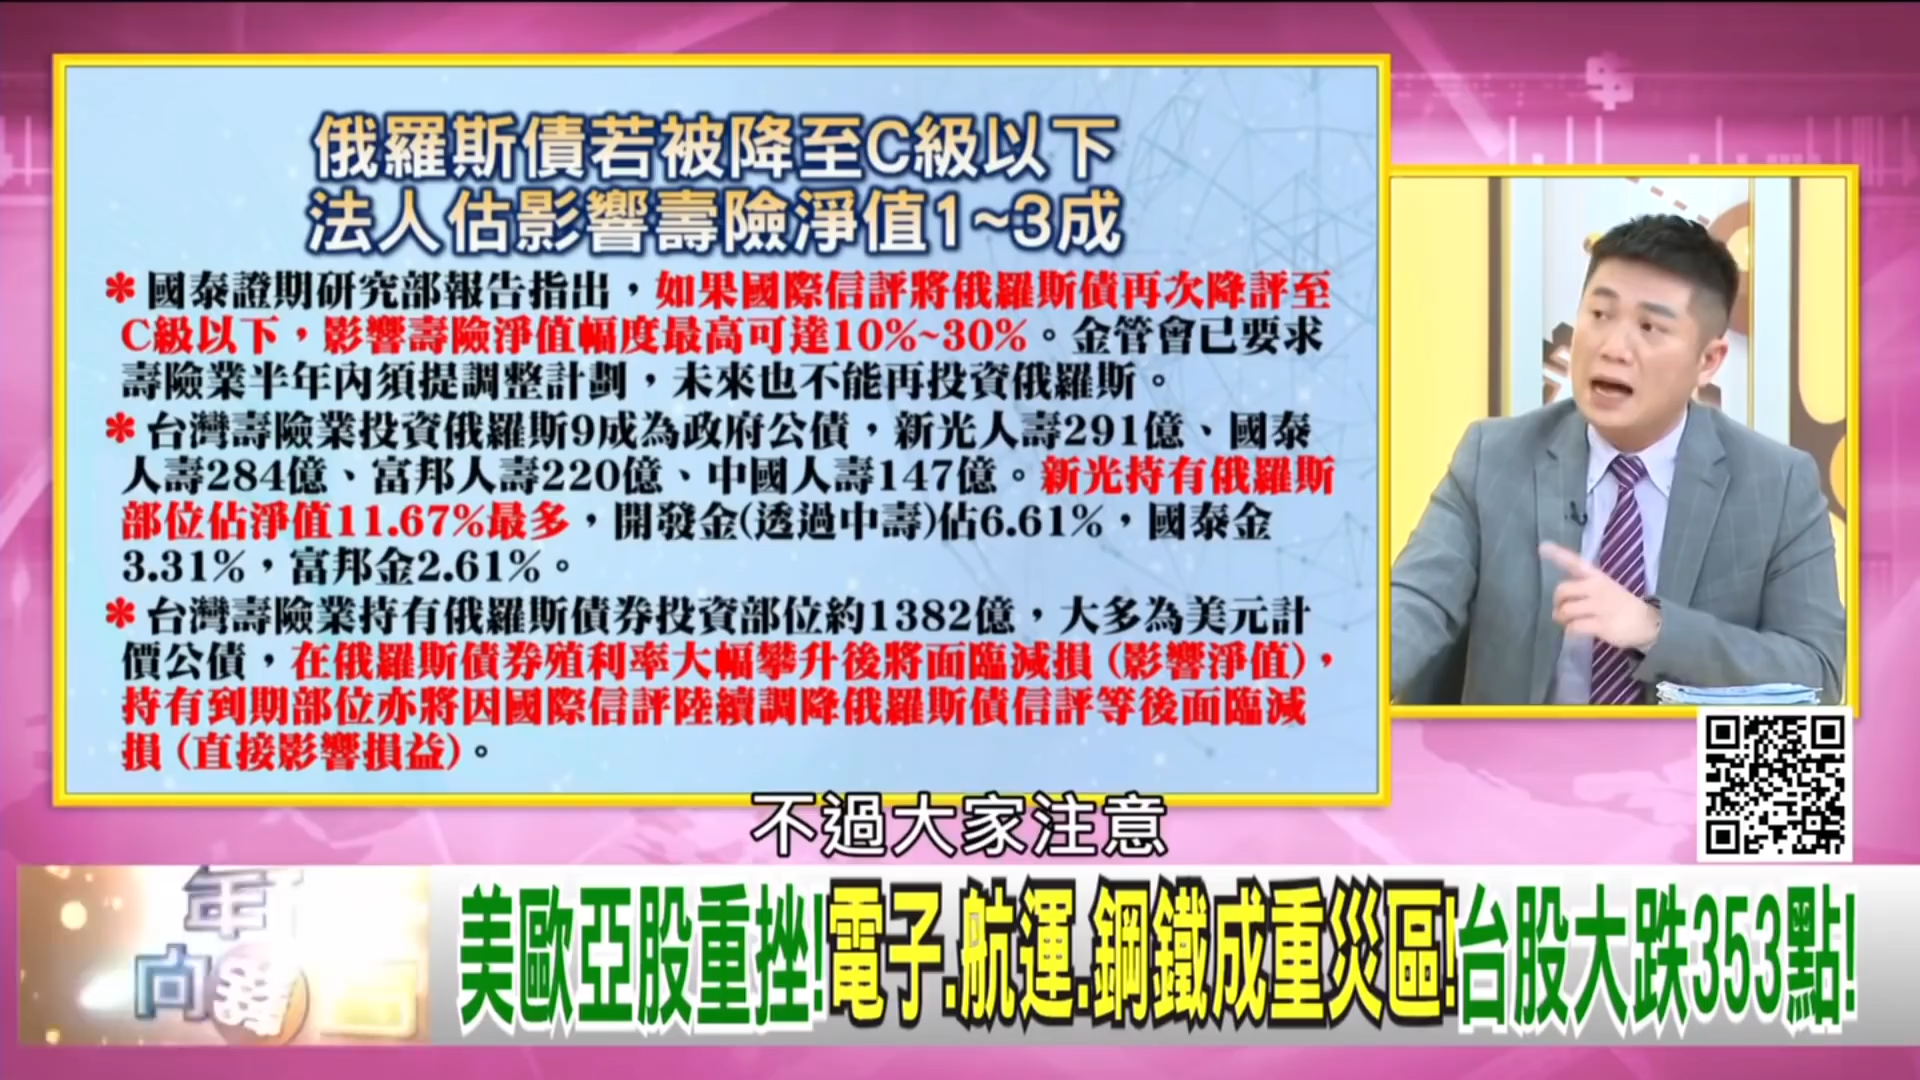 俄羅斯債若被降至C級以下
法人估影響壽險淨值1~3成
* 國泰證期研究部報告指出，如果國際信評將俄羅斯債再次降評至
C級以下，影響壽險淨值幅度最高可達10%~30%。金管會已要求
壽險業半年內須提調整計劃，未來也不能再投資俄羅斯。
* 台灣壽險業投資俄羅斯9成為政府公債，新光人壽291億、國泰
人壽284億、富邦人壽220億、中國人壽147億。新光持有俄羅斯
部位佔淨值11.67%最多，開發金(透過中壽)佔6.61%，國泰金
3.31%，富邦金2.61%。
* 台灣壽險業持有俄羅斯債券投資部位約1382億，大多為美元計
價公債，在俄羅斯債券殖利率大幅攀升後將面臨減損 (影響淨值)，
持有到期部位亦將因國際信評陸續調降俄羅斯債信評等後面臨減
損 (直接影響損益)。
不過大家注意
年
向錢
美歐亞股重挫!電子.航運.鋼鐵成重災區!台股大跌353點!